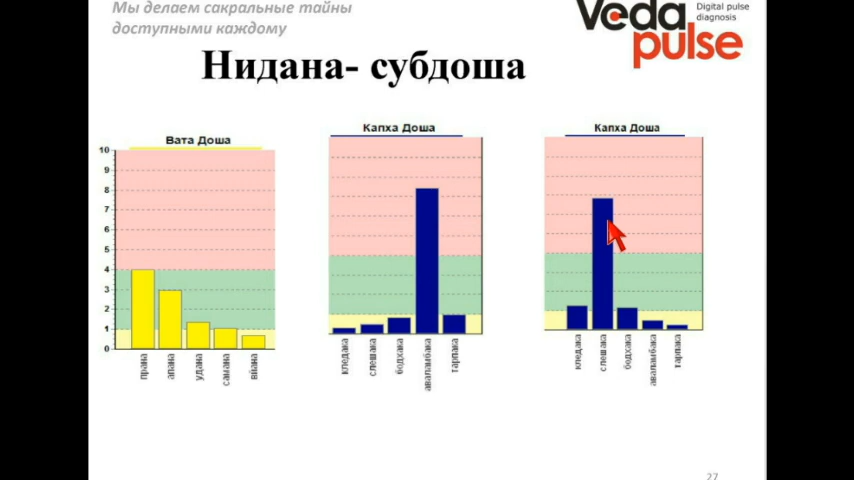 Мы делаем сакральные тайны
доступными каждому
Veda
pulse
Digital pulse
diagnosis
Нидана- субдоша
Вата Доша
10
9
8
7
6
5
4
3
2
1
0
прана
апана
удана
самана
вйана
Капха Доша
кледака
слешака
бодхака
аваламбака
тарпака
Капха Доша
кледака
слешака
бодхака
аваламбака
тарпака
27